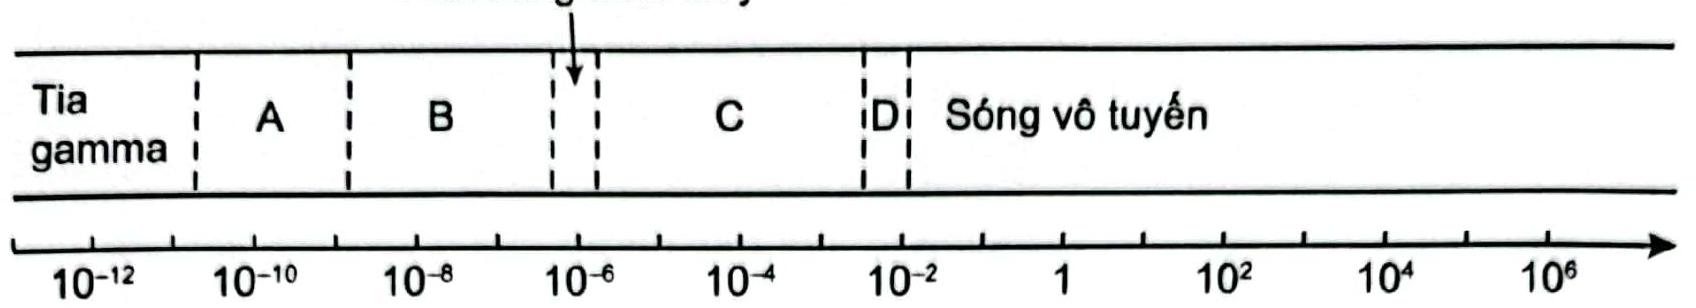 Tia
gamma
A
B
C
D
Sóng vô tuyến
10⁻¹² 10⁻¹⁰ 10⁻⁸ 10⁻⁶ 10⁻⁴ 10⁻² 1 10² 10⁴ 10⁶